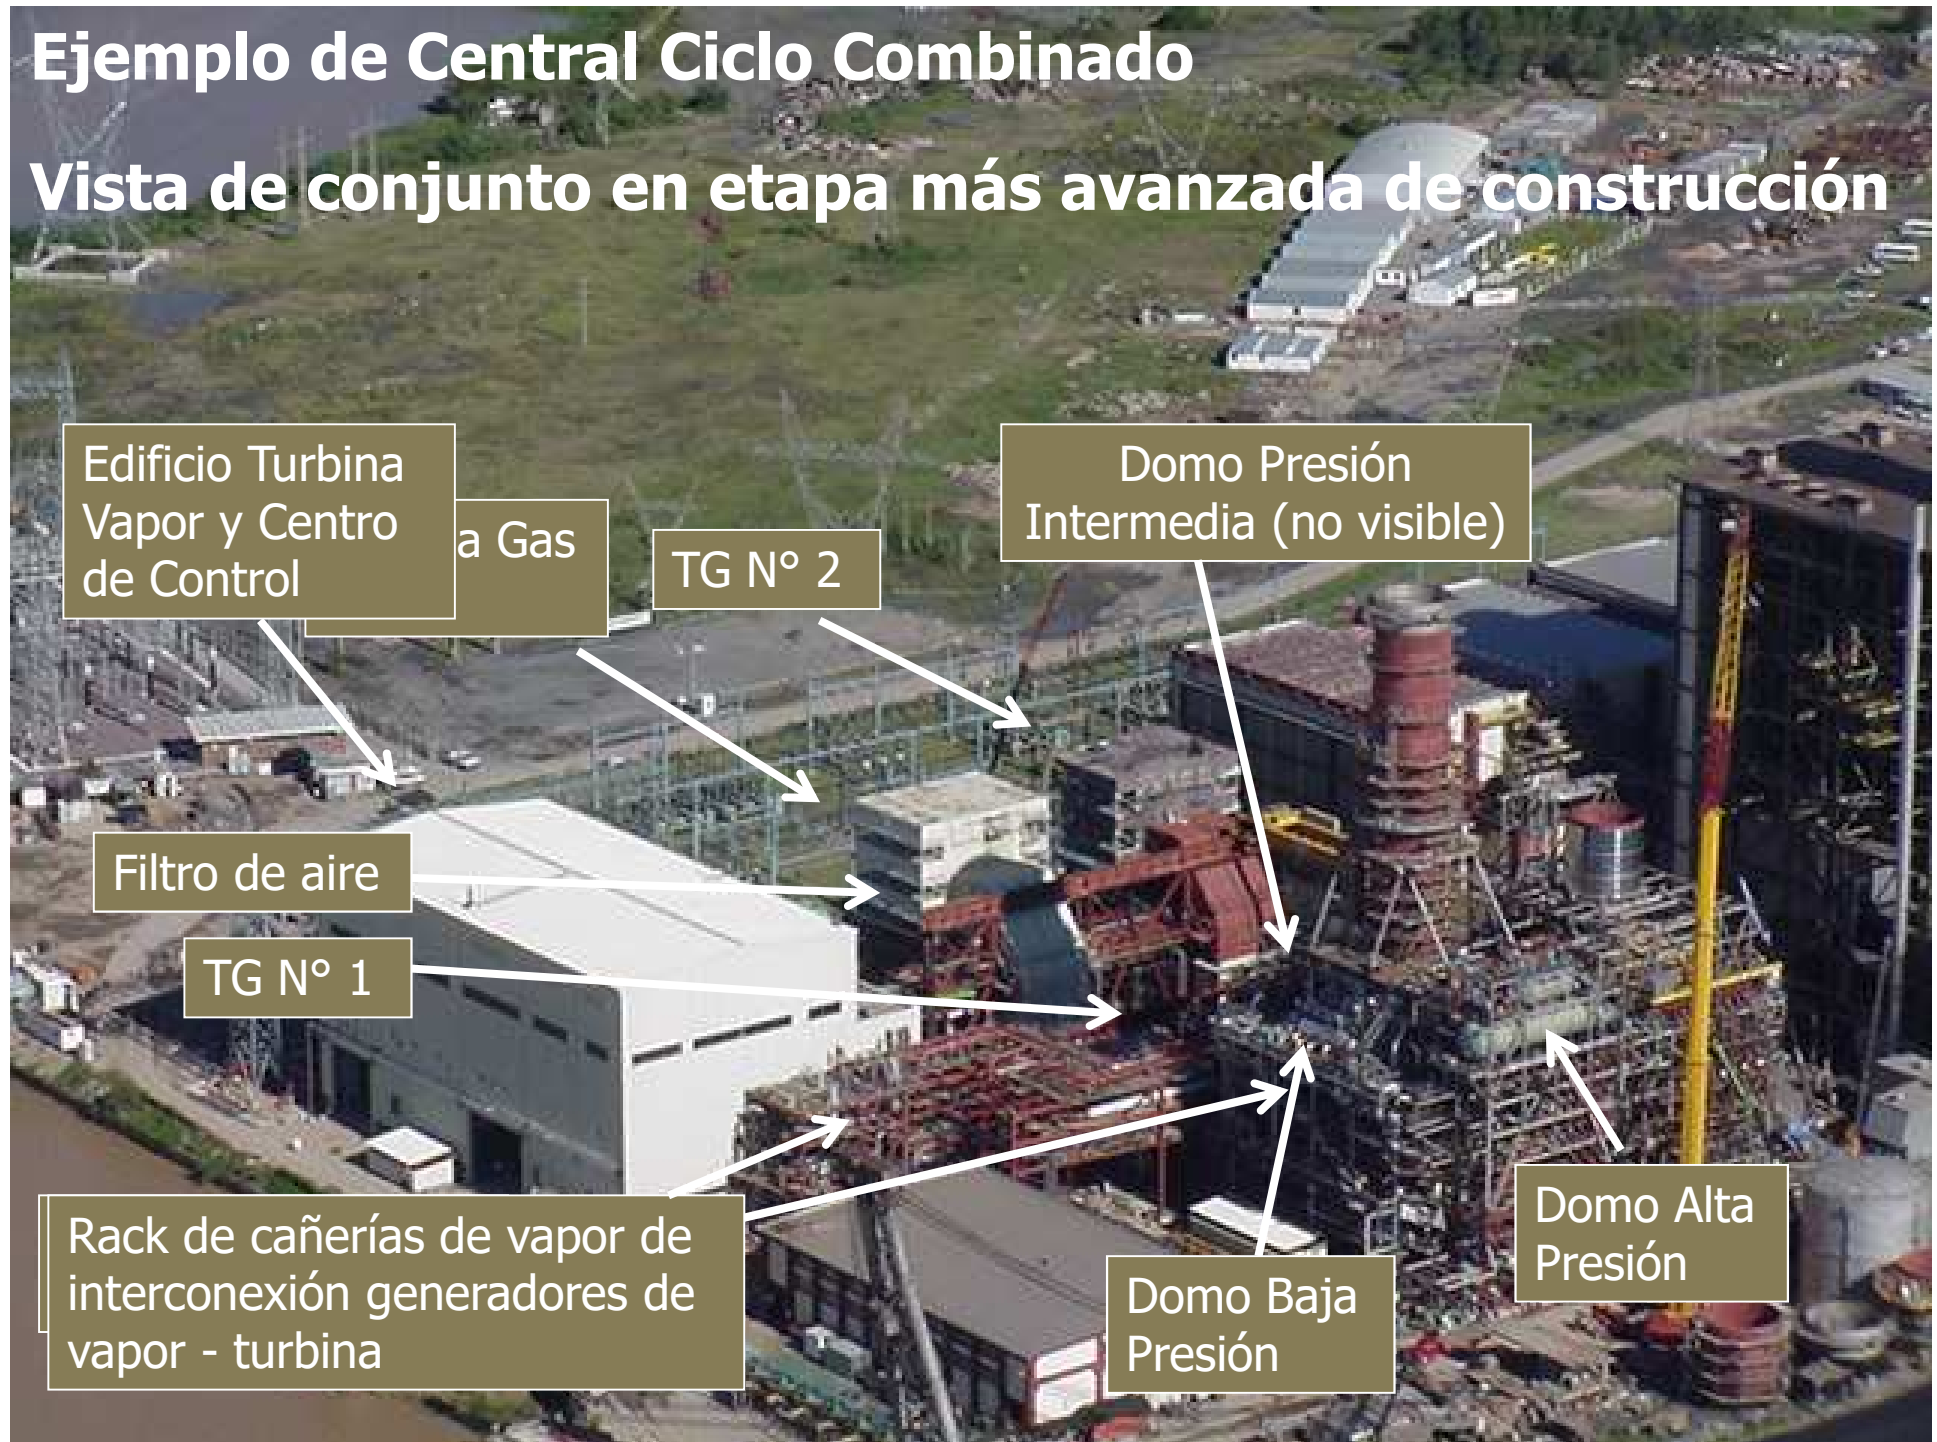 Ejemplo de Central Ciclo Combinado
Vista de conjunto en etapa más avanzada de construcción
Edificio Turbina
Vapor y Centro
de Control
a Gas
TG N° 2
Domo Presión
Intermedia (no visible)
Filtro de aire
TG N° 1
Rack de cañerías de vapor de
interconexión generadores de
vapor - turbina
Domo Baja
Presión
Domo Alta
Presión